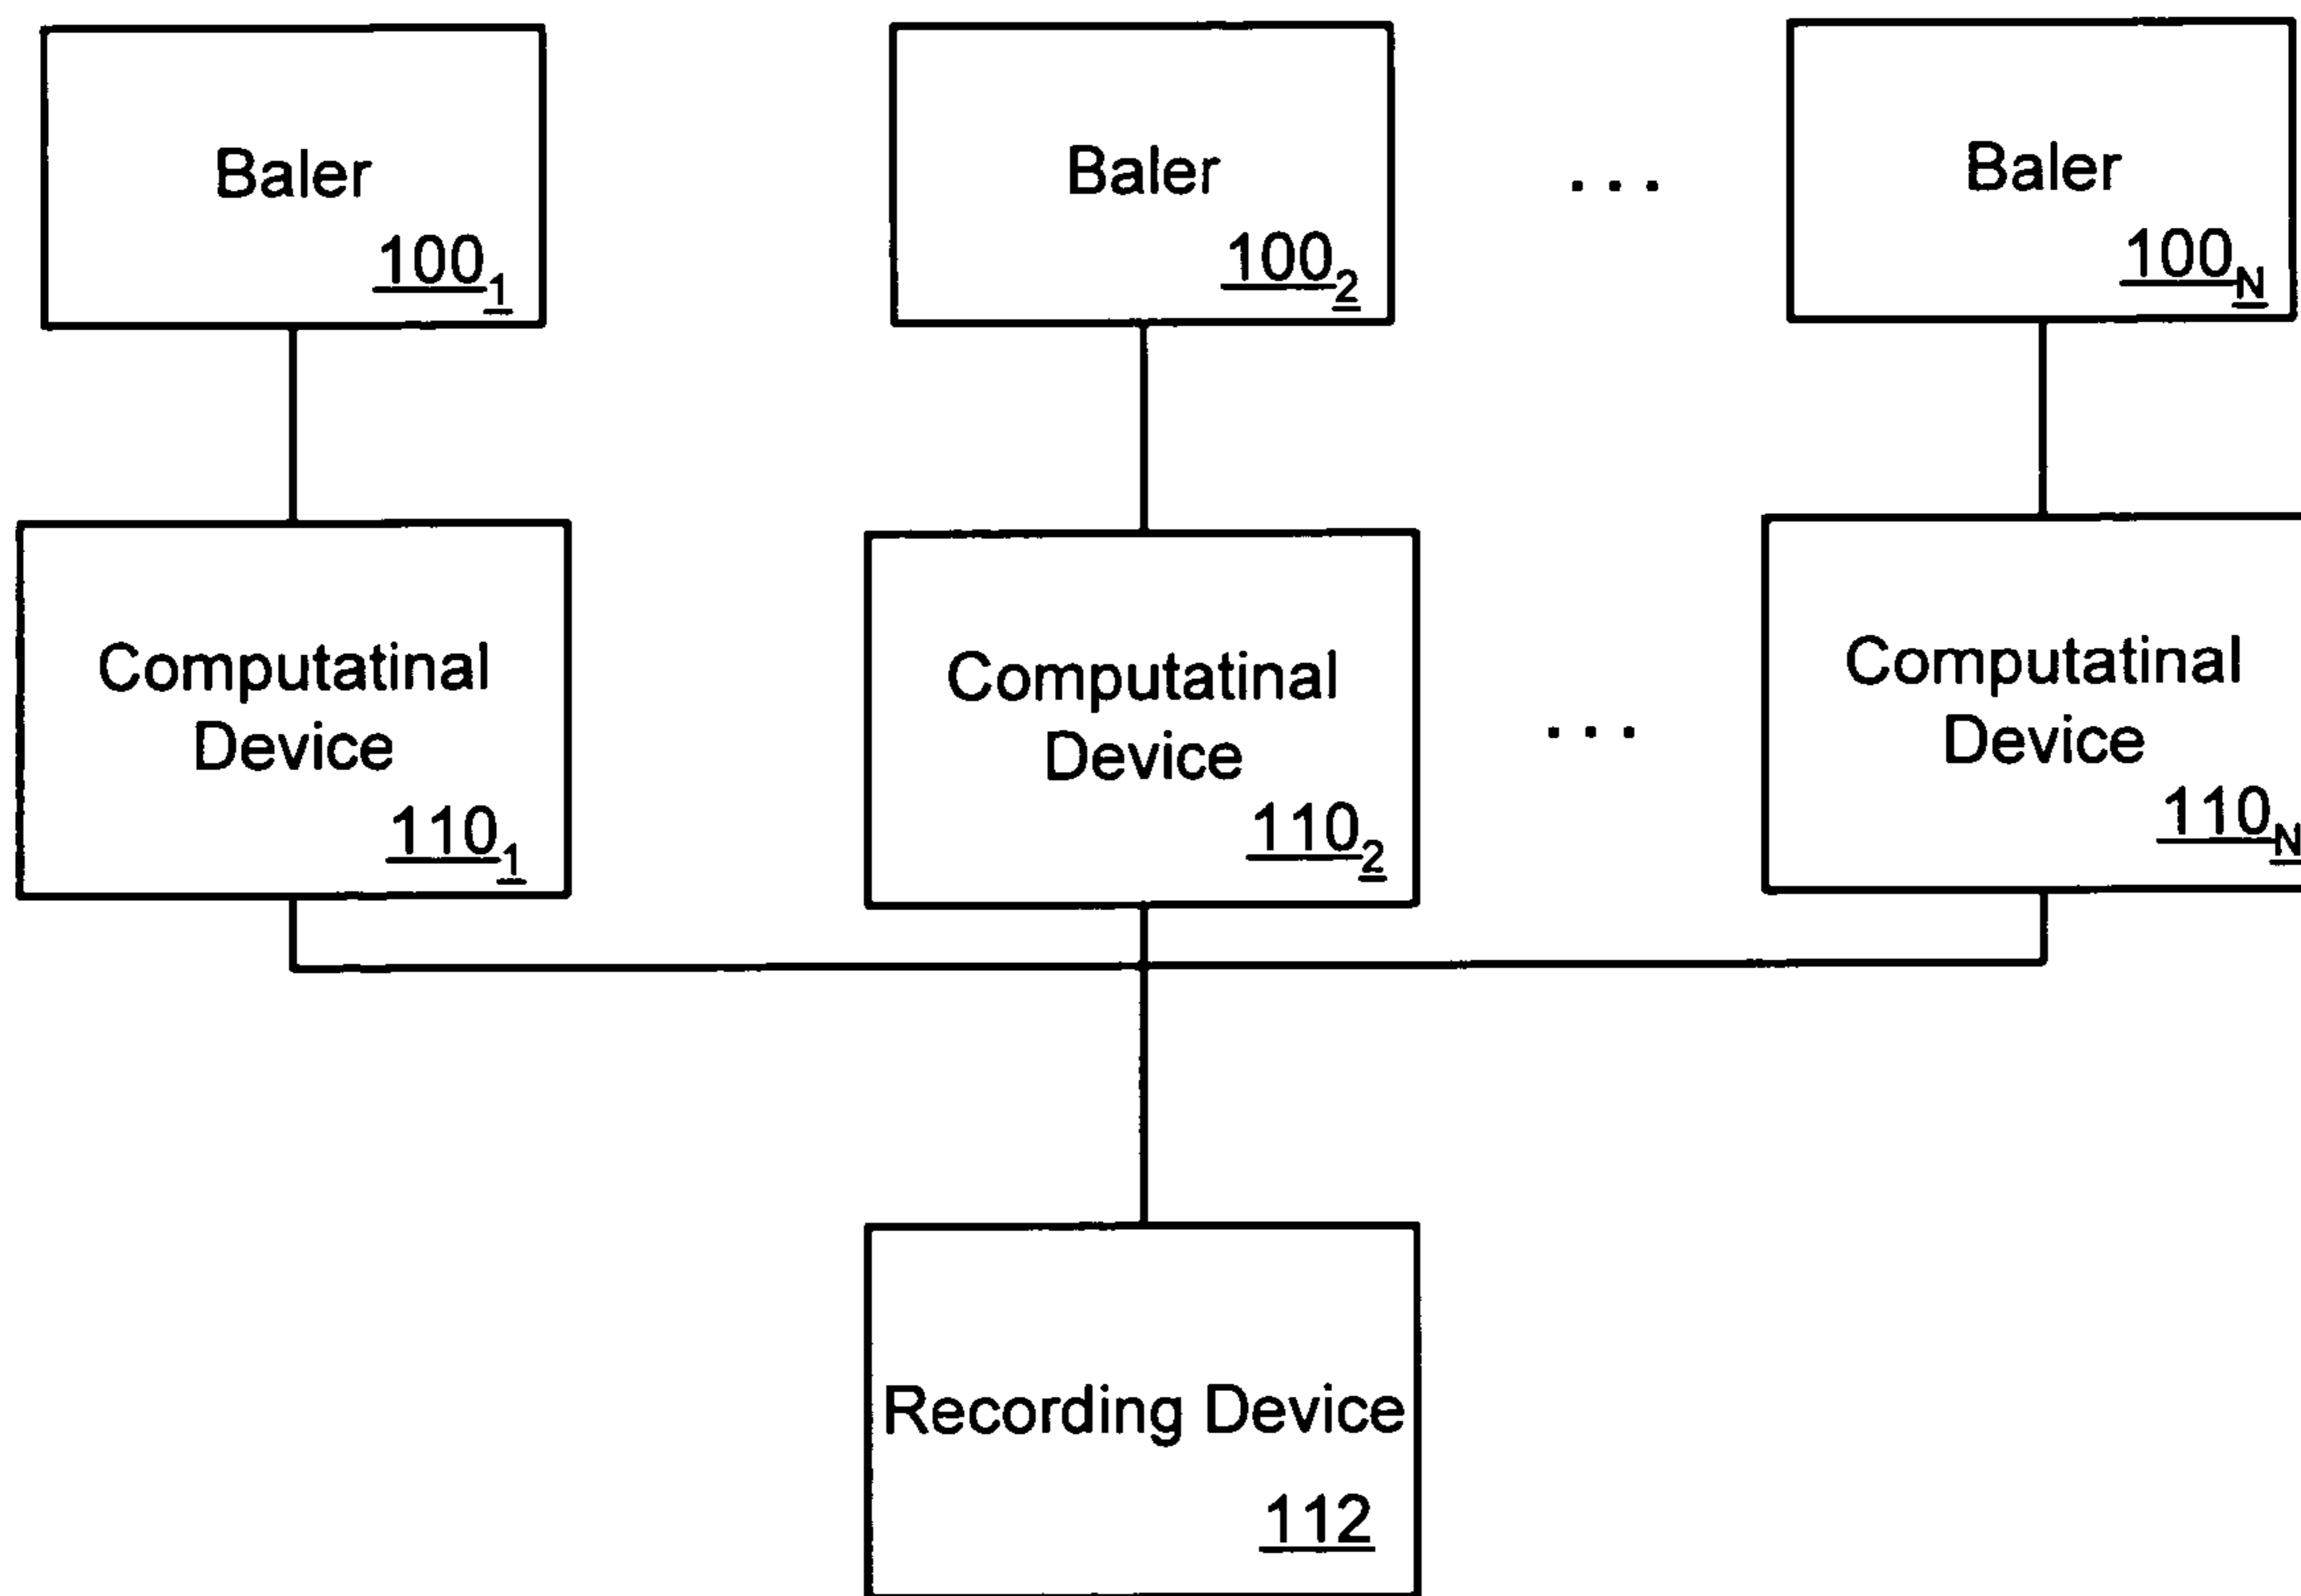 Baler
100₁
Baler
100₂
. . .
Baler
100N
Computatinal
Device
110₁
Computatinal
Device
110₂
. . .
Computatinal
Device
110N
Recording Device
112